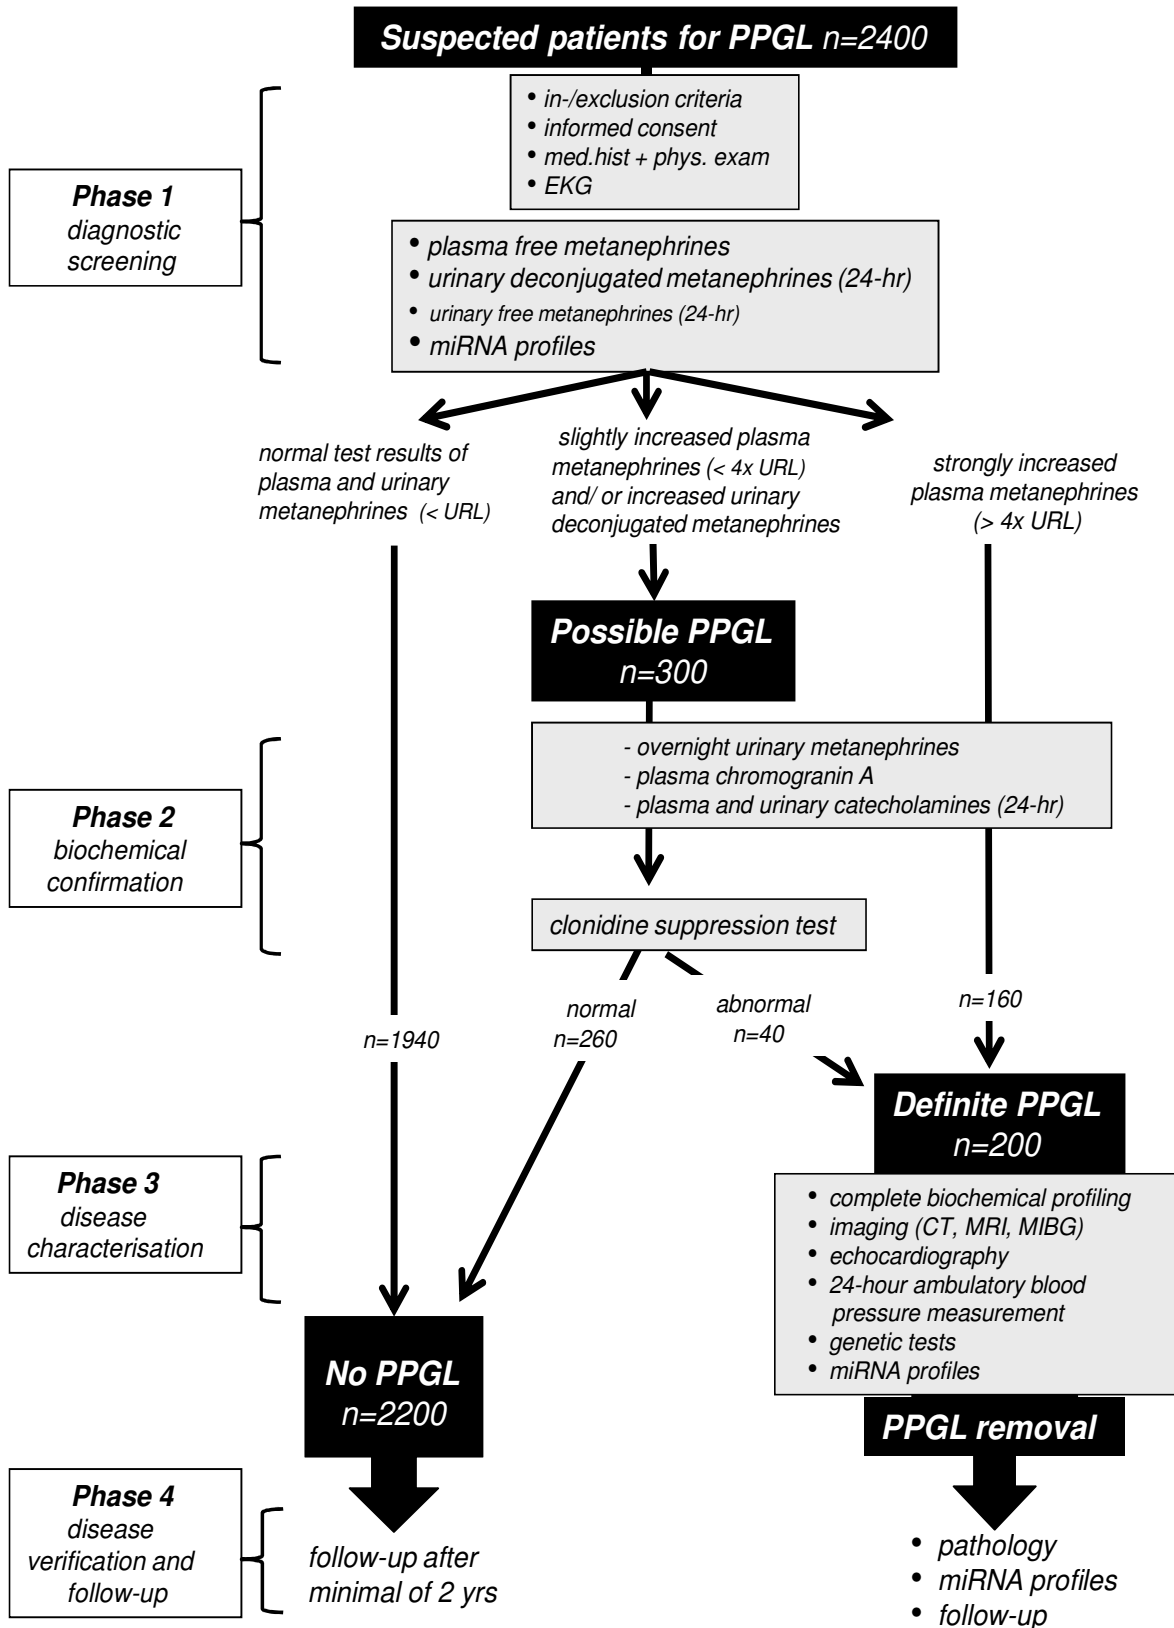 Suspected patients for PPGL n=2400
• in-/exclusion criteria
• informed consent
• med.hist + phys. exam
• EKG
Phase 1
diagnostic
screening
• plasma free metanephrines
• urinary deconjugated metanephrines (24-hr)
• urinary free metanephrines (24-hr)
• miRNA profiles
normal test results of
plasma and urinary
metanephrines (< URL)
slightly increased plasma
metanephrines (< 4x URL)
and/ or increased urinary
deconjugated metanephrines
strongly increased
plasma metanephrines
(> 4x URL)
Possible PPGL
n=300
Phase 2
biochemical
confirmation
- overnight urinary metanephrines
- plasma chromogranin A
- plasma and urinary catecholamines (24-hr)
clonidine suppression test
n=1940
normal
n=260
abnormal
n=40
n=160
Definite PPGL
n=200
Phase 3
disease
characterisation
• complete biochemical profiling
• imaging (CT, MRI, MIBG)
• echocardiography
• 24-hour ambulatory blood
pressure measurement
• genetic tests
• miRNA profiles
No PPGL
n=2200
PPGL removal
Phase 4
disease
verification and
follow-up
follow-up after
minimal of 2 yrs
• pathology
• miRNA profiles
• follow-up